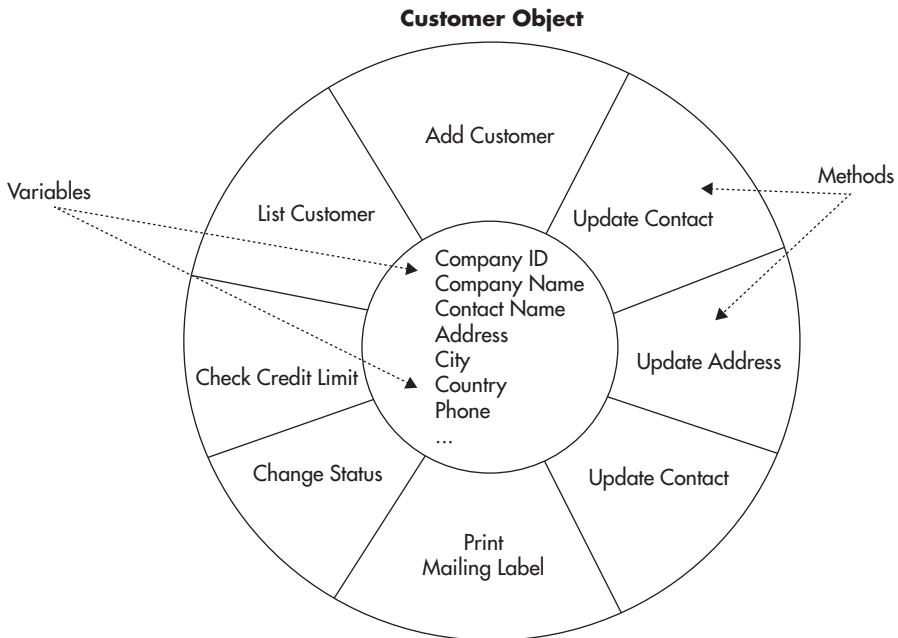 Customer Object
Add Customer
Variables
Methods
List Customer
Update Contact
Company ID
Company Name
Contact Name
Address
City
Country
Phone
...
Check Credit Limit
Update Address
Change Status
Update Contact
Print
Mailing Label